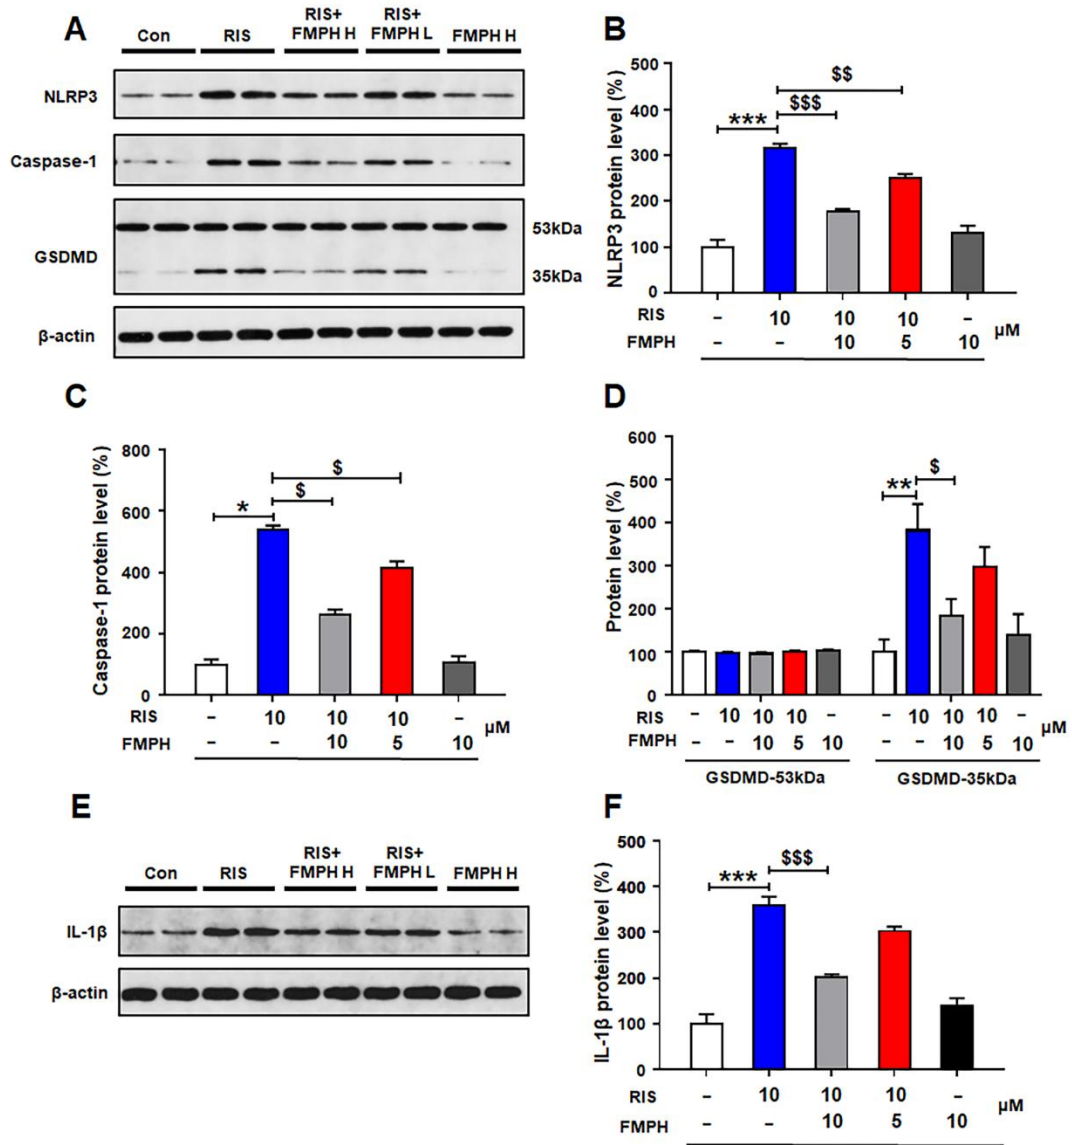 A
Con
RIS
RIS+
FMPH H
RIS+
FMPH L
FMPH H
NLRP3
Caspase-1
GSDMD
53kDa
35kDa
β-actin
B
NLRP3 protein level (%)
500
400
300
200
100
0
***
$$$
$$
RIS – 10 10 10 – μM
FMPH – – 10 5 10
C
Caspase-1 protein level (%)
800
600
400
200
0
*
$
$
RIS – 10 10 10 – μM
FMPH – – 10 5 10
D
Protein level (%)
600
500
400
300
200
100
0
**
$
RIS – 10 10 10 – – 10 10 10 – μM
FMPH – – 10 5 10 – – 10 5 10
GSDMD-53kDa GSDMD-35kDa
E
Con
RIS
RIS+
FMPH H
RIS+
FMPH L
FMPH H
IL-1β
β-actin
F
IL-1β protein level (%)
500
400
300
200
100
0
***
$$$
RIS – 10 10 10 – μM
FMPH – – 10 5 10